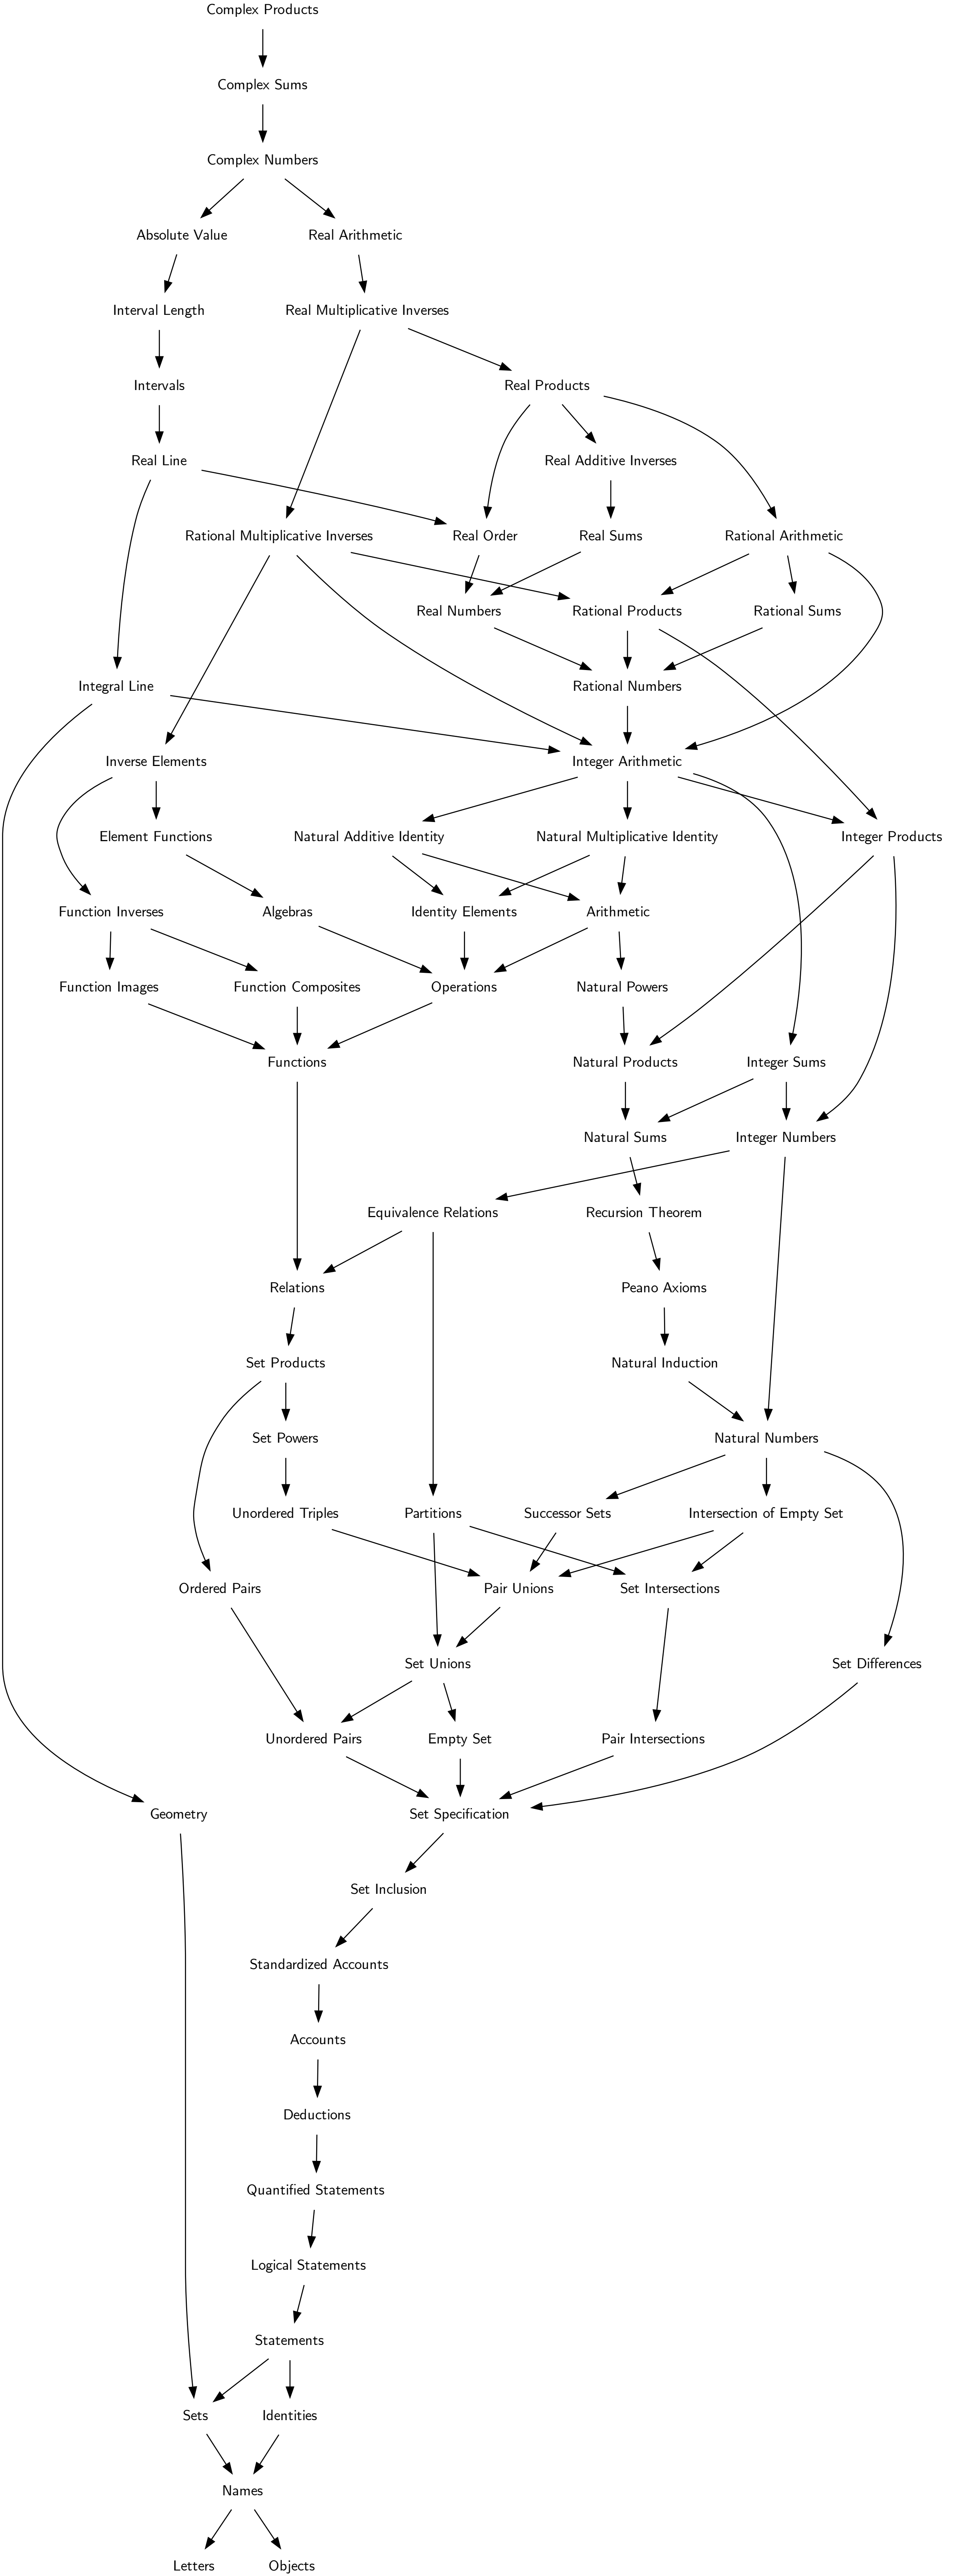 Complex Products
Complex Sums
Complex Numbers
Absolute Value
Real Arithmetic
Interval Length
Real Multiplicative Inverses
Intervals
Real Products
Real Line
Real Additive Inverses
Rational Multiplicative Inverses
Real Order
Real Sums
Rational Arithmetic
Real Numbers
Rational Products
Rational Sums
Integral Line
Rational Numbers
Inverse Elements
Integer Arithmetic
Element Functions
Natural Additive Identity
Natural Multiplicative Identity
Integer Products
Function Inverses
Algebras
Identity Elements
Arithmetic
Function Images
Function Composites
Operations
Natural Powers
Functions
Natural Products
Integer Sums
Natural Sums
Integer Numbers
Equivalence Relations
Recursion Theorem
Relations
Peano Axioms
Set Products
Natural Induction
Set Powers
Natural Numbers
Unordered Triples
Partitions
Successor Sets
Intersection of Empty Set
Ordered Pairs
Pair Unions
Set Intersections
Set Unions
Set Differences
Unordered Pairs
Empty Set
Pair Intersections
Geometry
Set Specification
Set Inclusion
Standardized Accounts
Accounts
Deductions
Quantified Statements
Logical Statements
Statements
Sets
Identities
Names
Letters
Objects